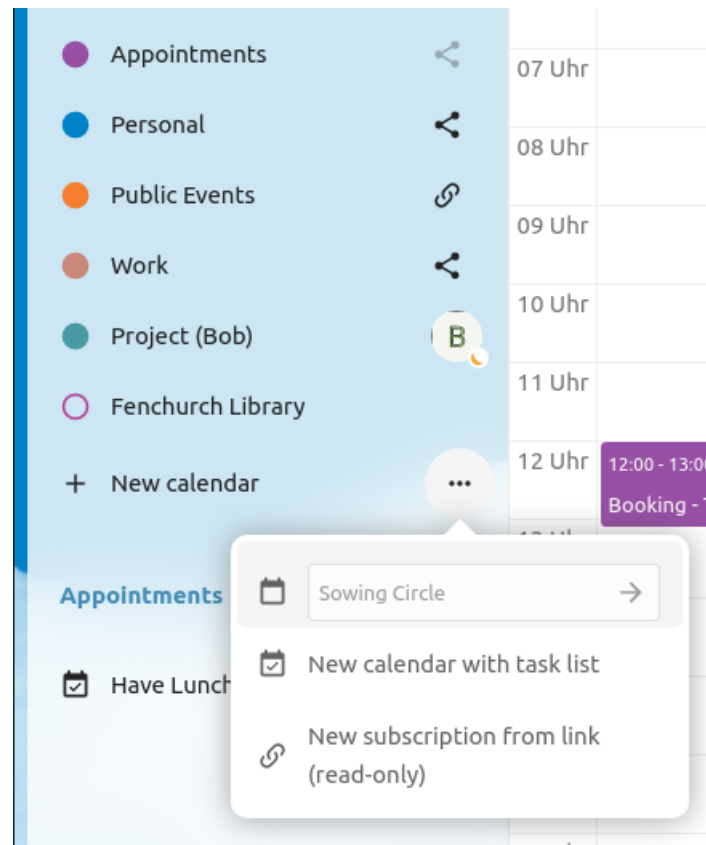 Appointments
07 Uhr
Personal
08 Uhr
Public Events
09 Uhr
Work
10 Uhr
Project (Bob)
B
11 Uhr
Fenchurch Library
12 Uhr
12:00 - 13:00
Booking -
New calendar
Sowing Circle
New calendar with task list
New subscription from link
(read-only)
Appointments
Have Lunch